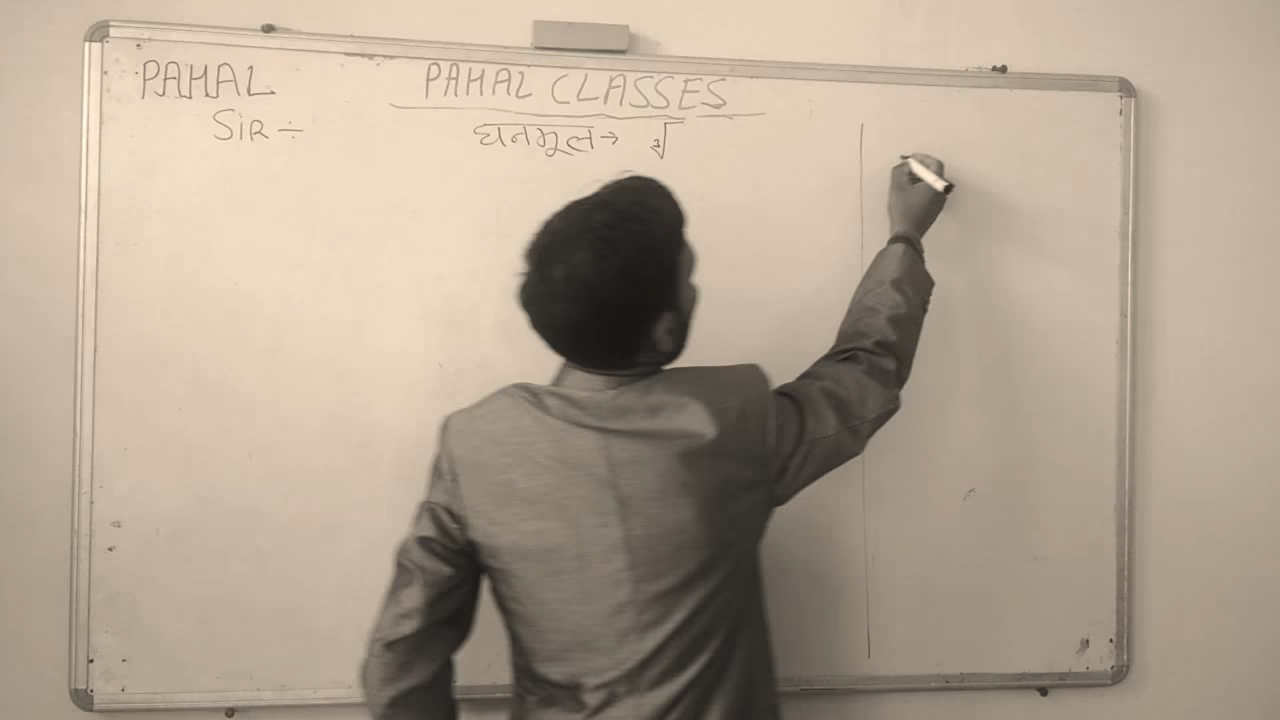 PAHAL CLASSES
PAHAL
SiR ÷
घनमूल → ∛